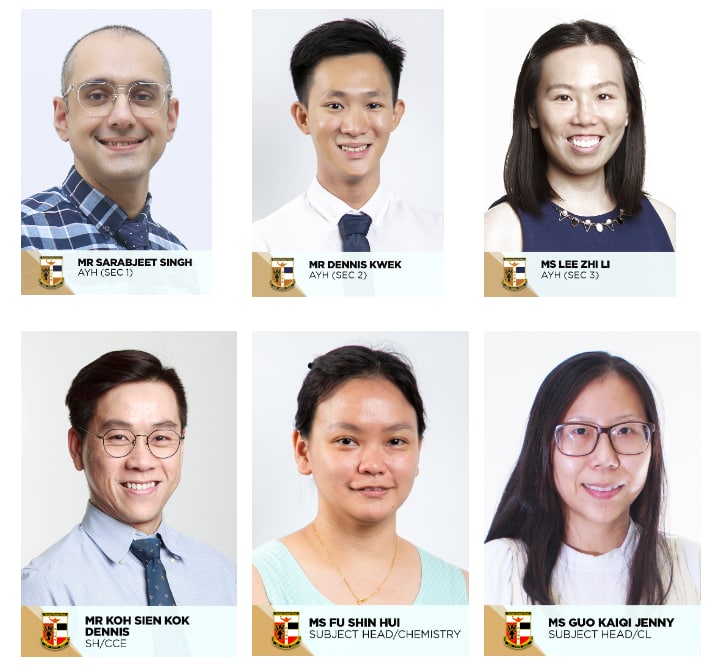 MR SARABJEET SINGH
AYH (SEC 1)
MR DENNIS KWEK
AYH (SEC 2)
MS LEE ZHI LI
AYH (SEC 3)
MR KOH SIEN KOK
DENNIS
SH/CCE
MS FU SHIN HUI
SUBJECT HEAD/CHEMISTRY
MS GUO KAIQI JENNY
SUBJECT HEAD/CL